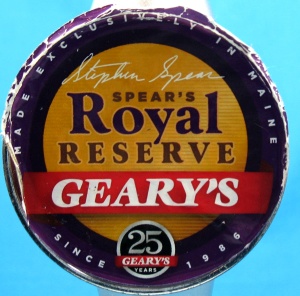 MADE EXCLUSIVELY IN MAINE
Stephen Spear
SPEAR'S
Royal
RESERVE
GEARY'S
25
GEARY'S
YEARS
SINCE 1986